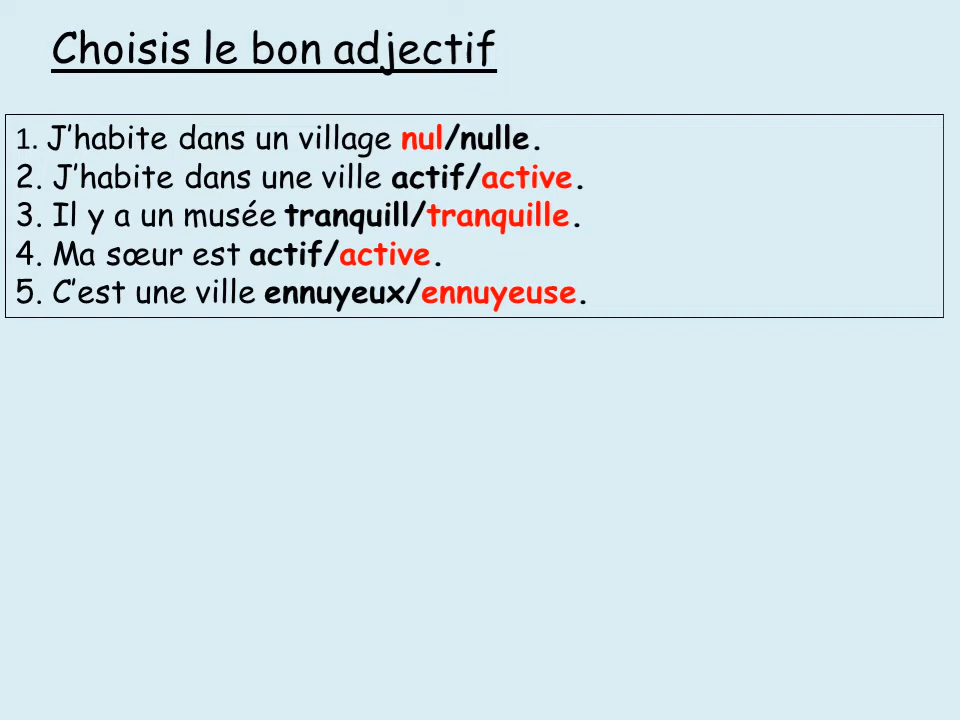 Choisis le bon adjectif
1. J’habite dans un village nul/nulle.
2. J’habite dans une ville actif/active.
3. Il y a un musée tranquill/tranquille.
4. Ma sœur est actif/active.
5. C’est une ville ennuyeux/ennuyeuse.